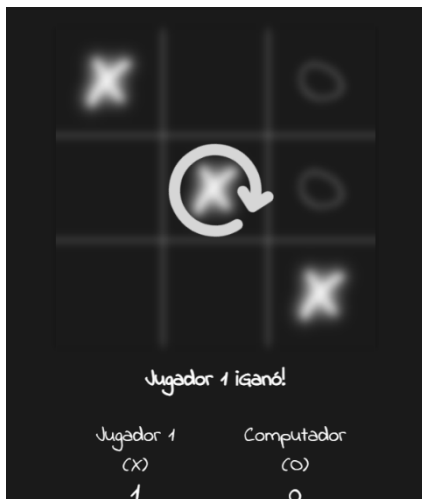 X O
X O
X
Jugador 1 ¡Ganó!
Jugador 1 Computador
(X) (O)
1 0